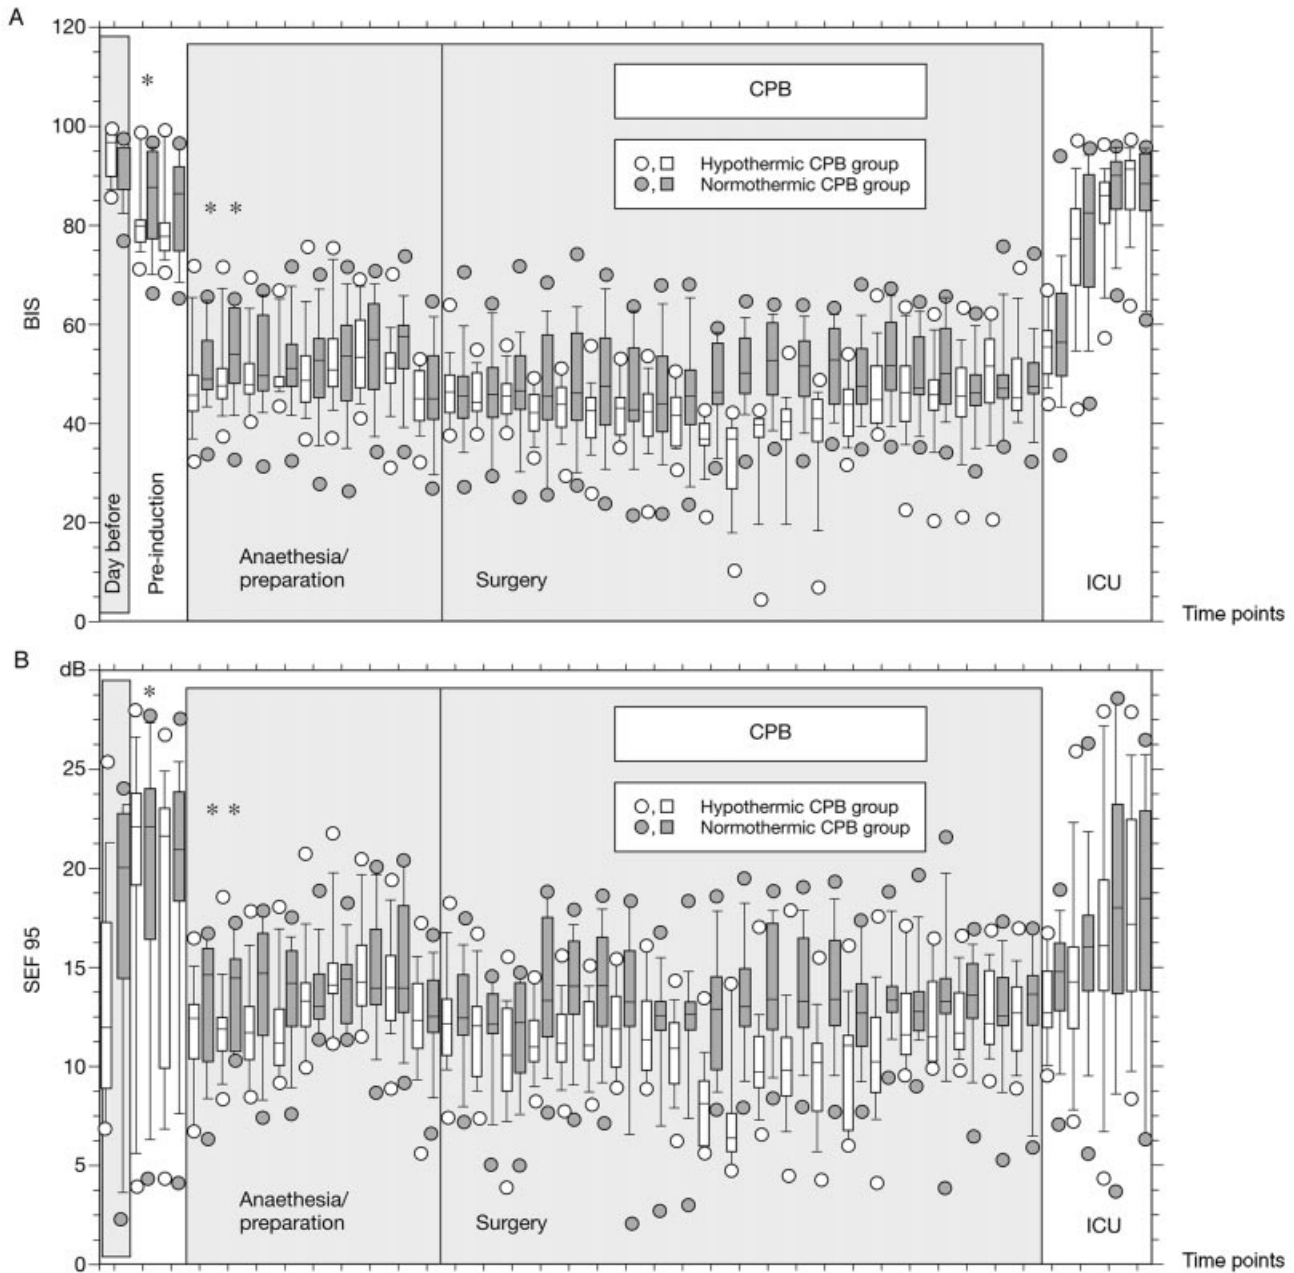 A
120
100
80
60
40
20
0
BIS
*
* *
CPB
Hypothermic CPB group
Normothermic CPB group
Day before
Pre-induction
Anaethesia/
preparation
Surgery
ICU
Time points
B
dB
25
20
15
10
5
0
SEF 95
*
* *
CPB
Hypothermic CPB group
Normothermic CPB group
Anaethesia/
preparation
Surgery
ICU
Time points